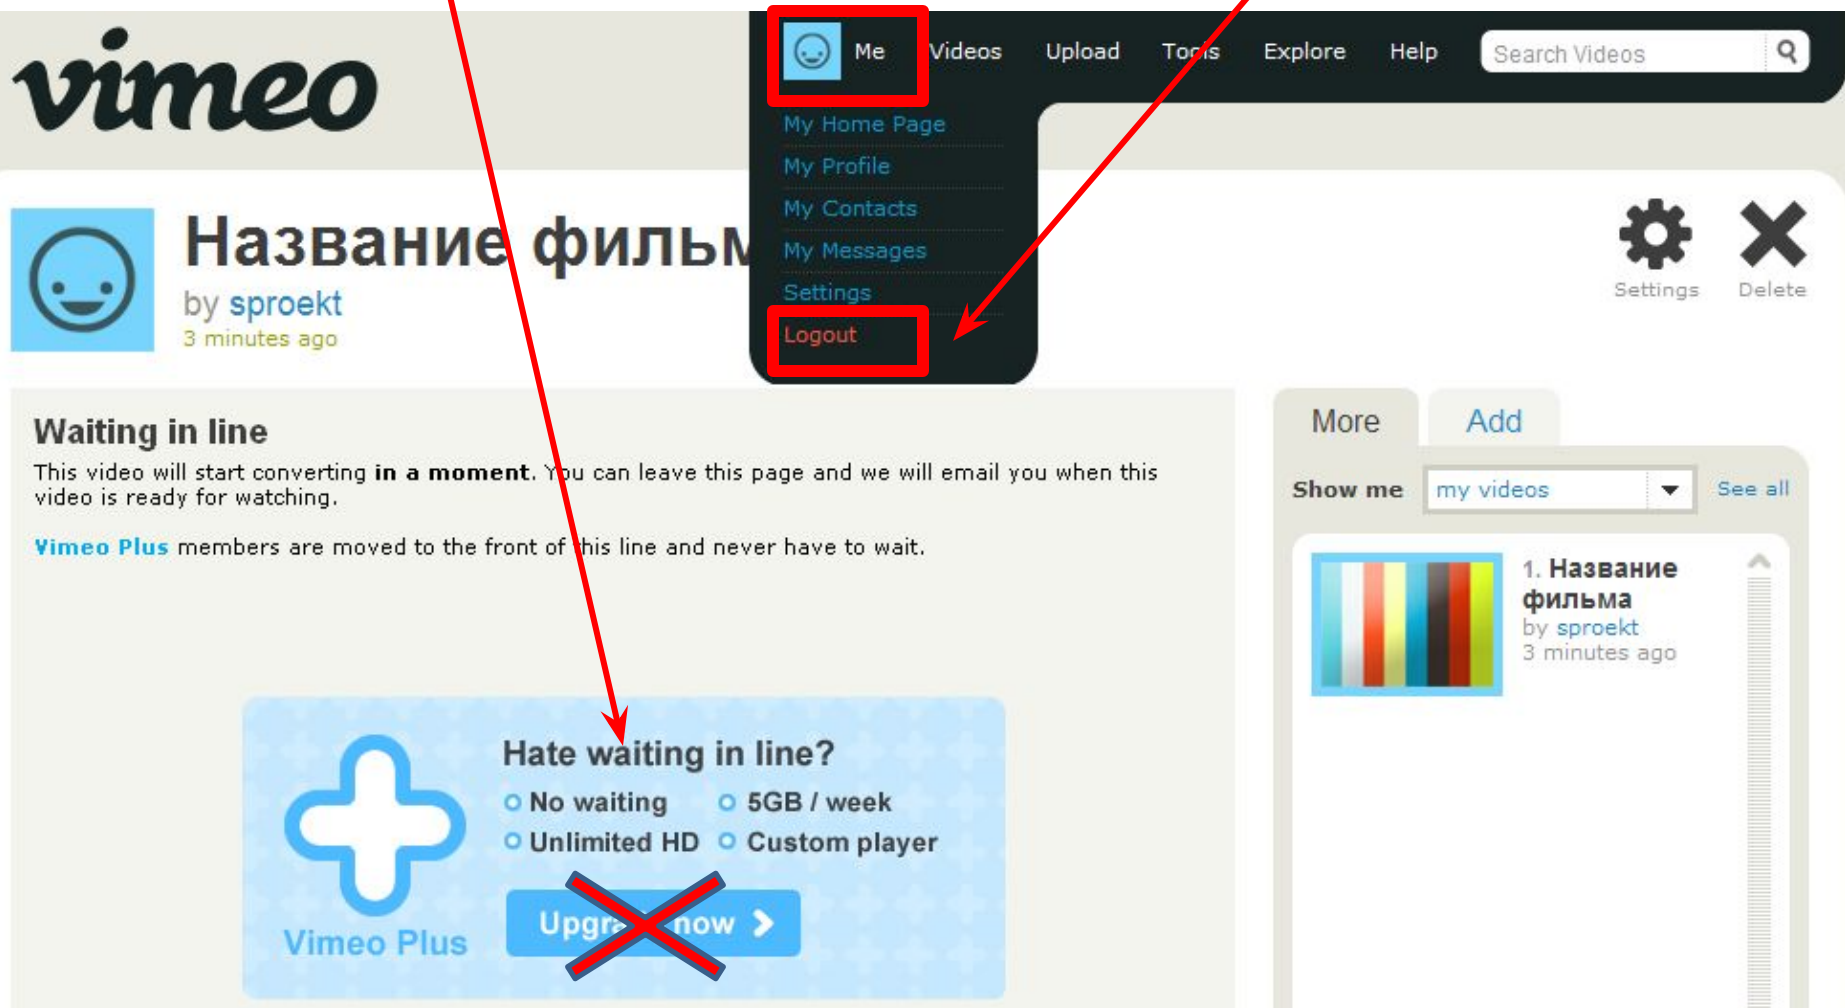 vimeo
Me Videos Upload Tools Explore Help Search Videos
My Home Page
My Profile
My Contacts
My Messages
Settings
Logout
Название фильм
by sproekt
3 minutes ago
Settings Delete
Waiting in line
This video will start converting in a moment. You can leave this page and we will email you when this
video is ready for watching.
Vimeo Plus members are moved to the front of this line and never have to wait.
Hate waiting in line?
No waiting 5GB / week
Unlimited HD Custom player
Upgrade now
Vimeo Plus
More Add
Show me my videos See all
1. Название
фильма
by sproekt
3 minutes ago